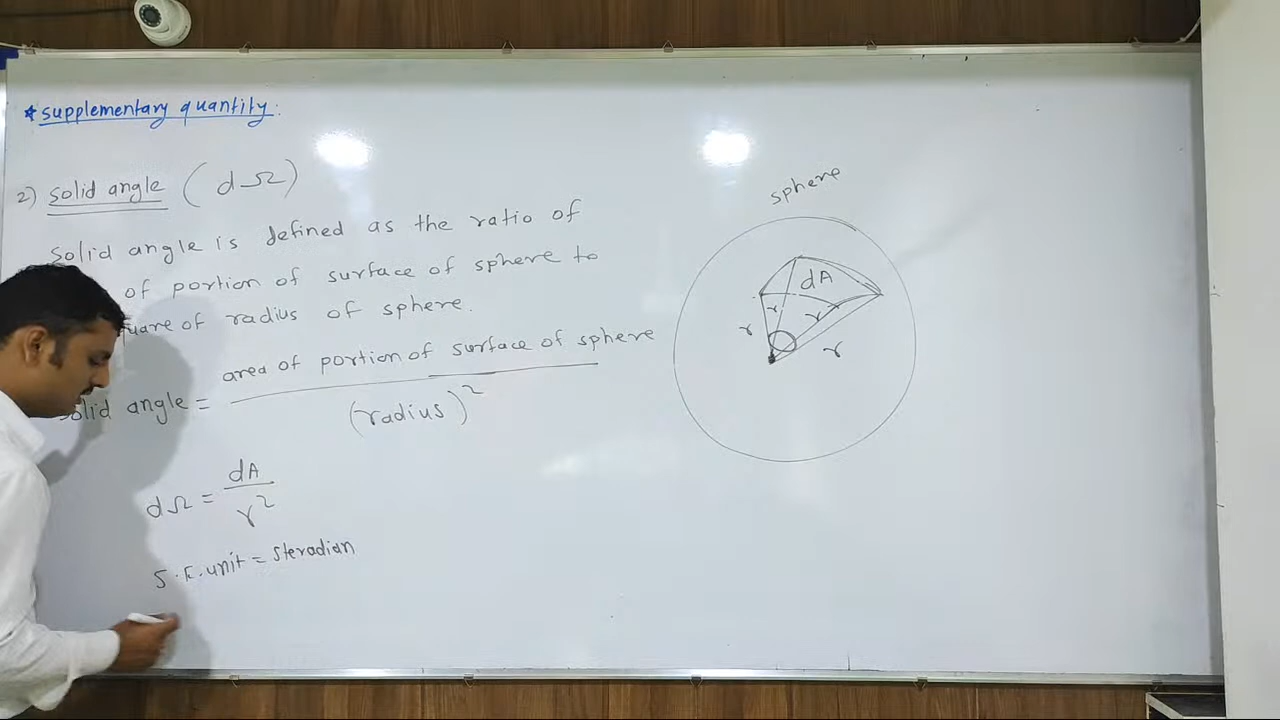 * supplementary quantity:
2) solid angle (dΩ)
solid angle is defined as the ratio of
of portion of surface of sphere to
of radius of sphere.
solid angle = area of portion of surface of sphere
(radius)²
dΩ = dA
r²
S.I. unit = steradian
sphere
dA
r
r
r
r